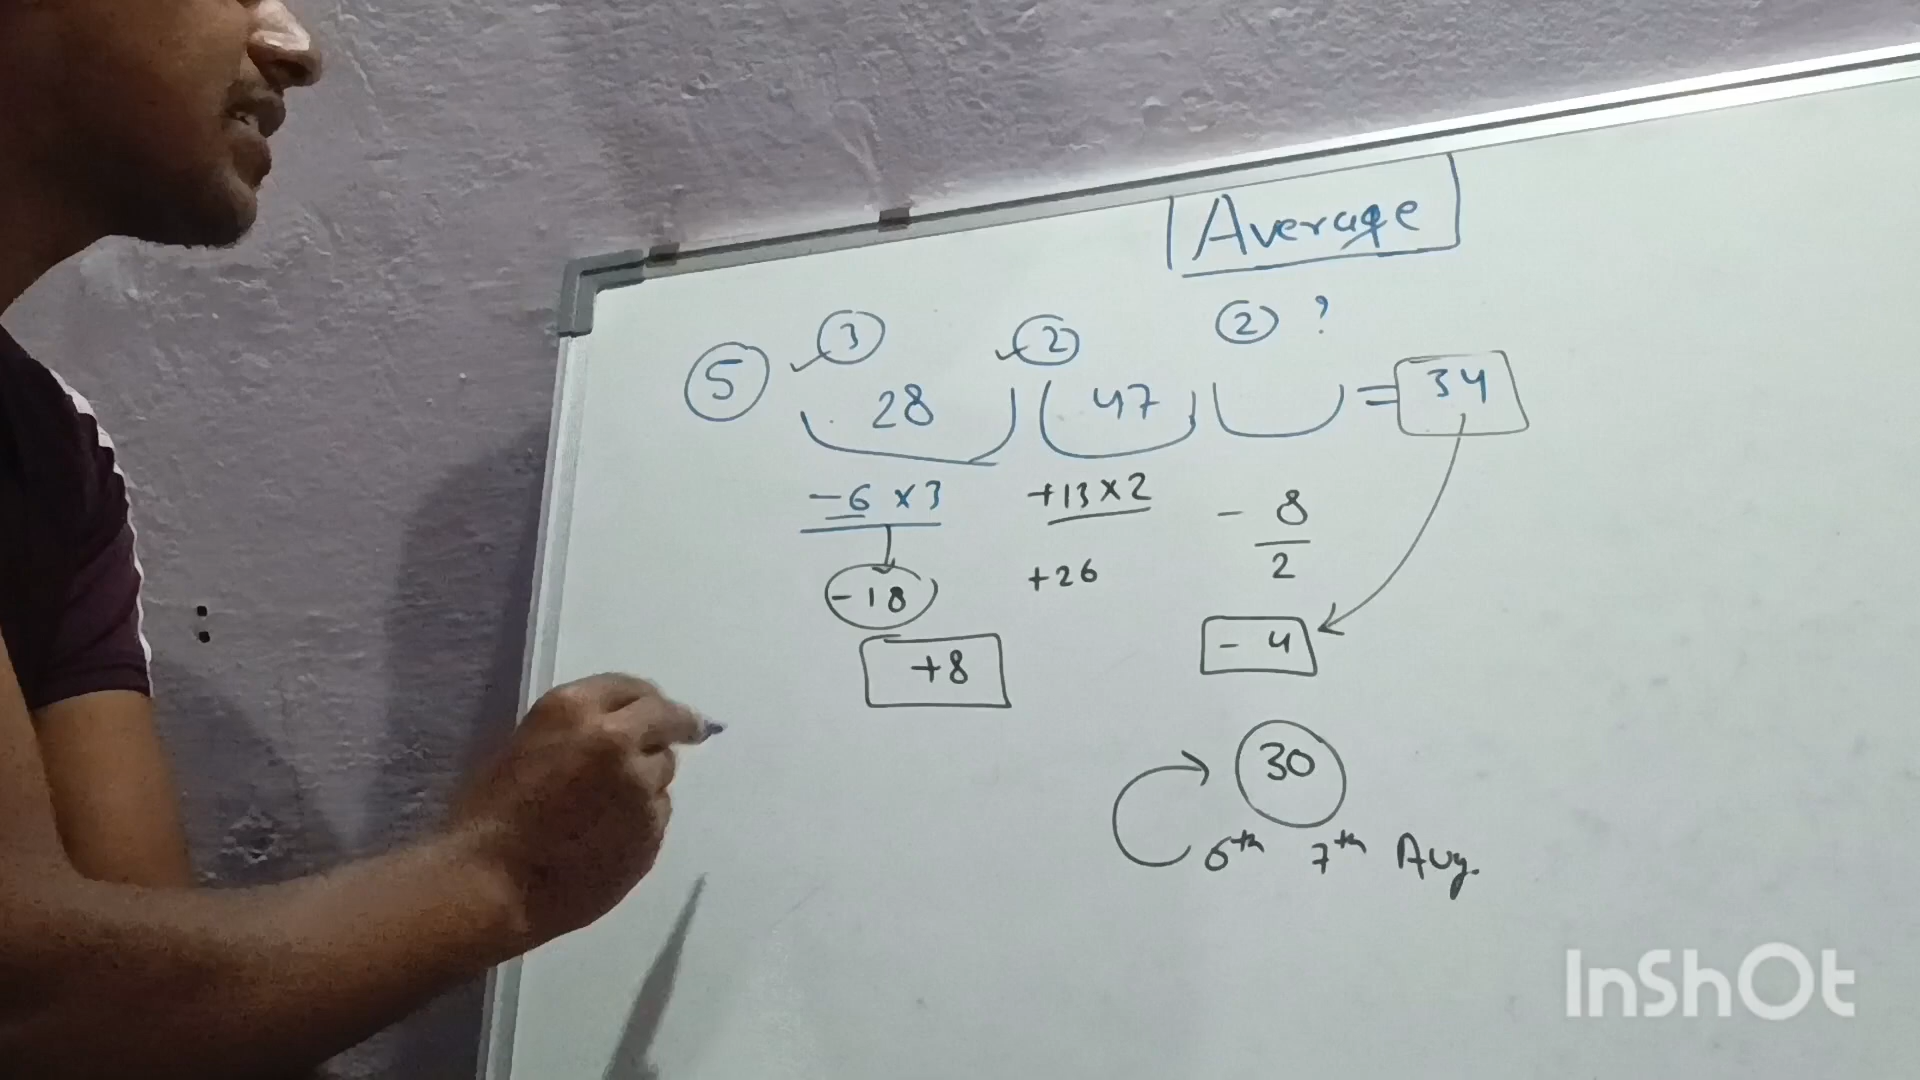 Average
5 3 2 2 ?
28 47 = 34
-6 x 3 +13 x 2 - 8
2
-18 +26
+8 - 4
30
6th 7th Avg.
InShOt